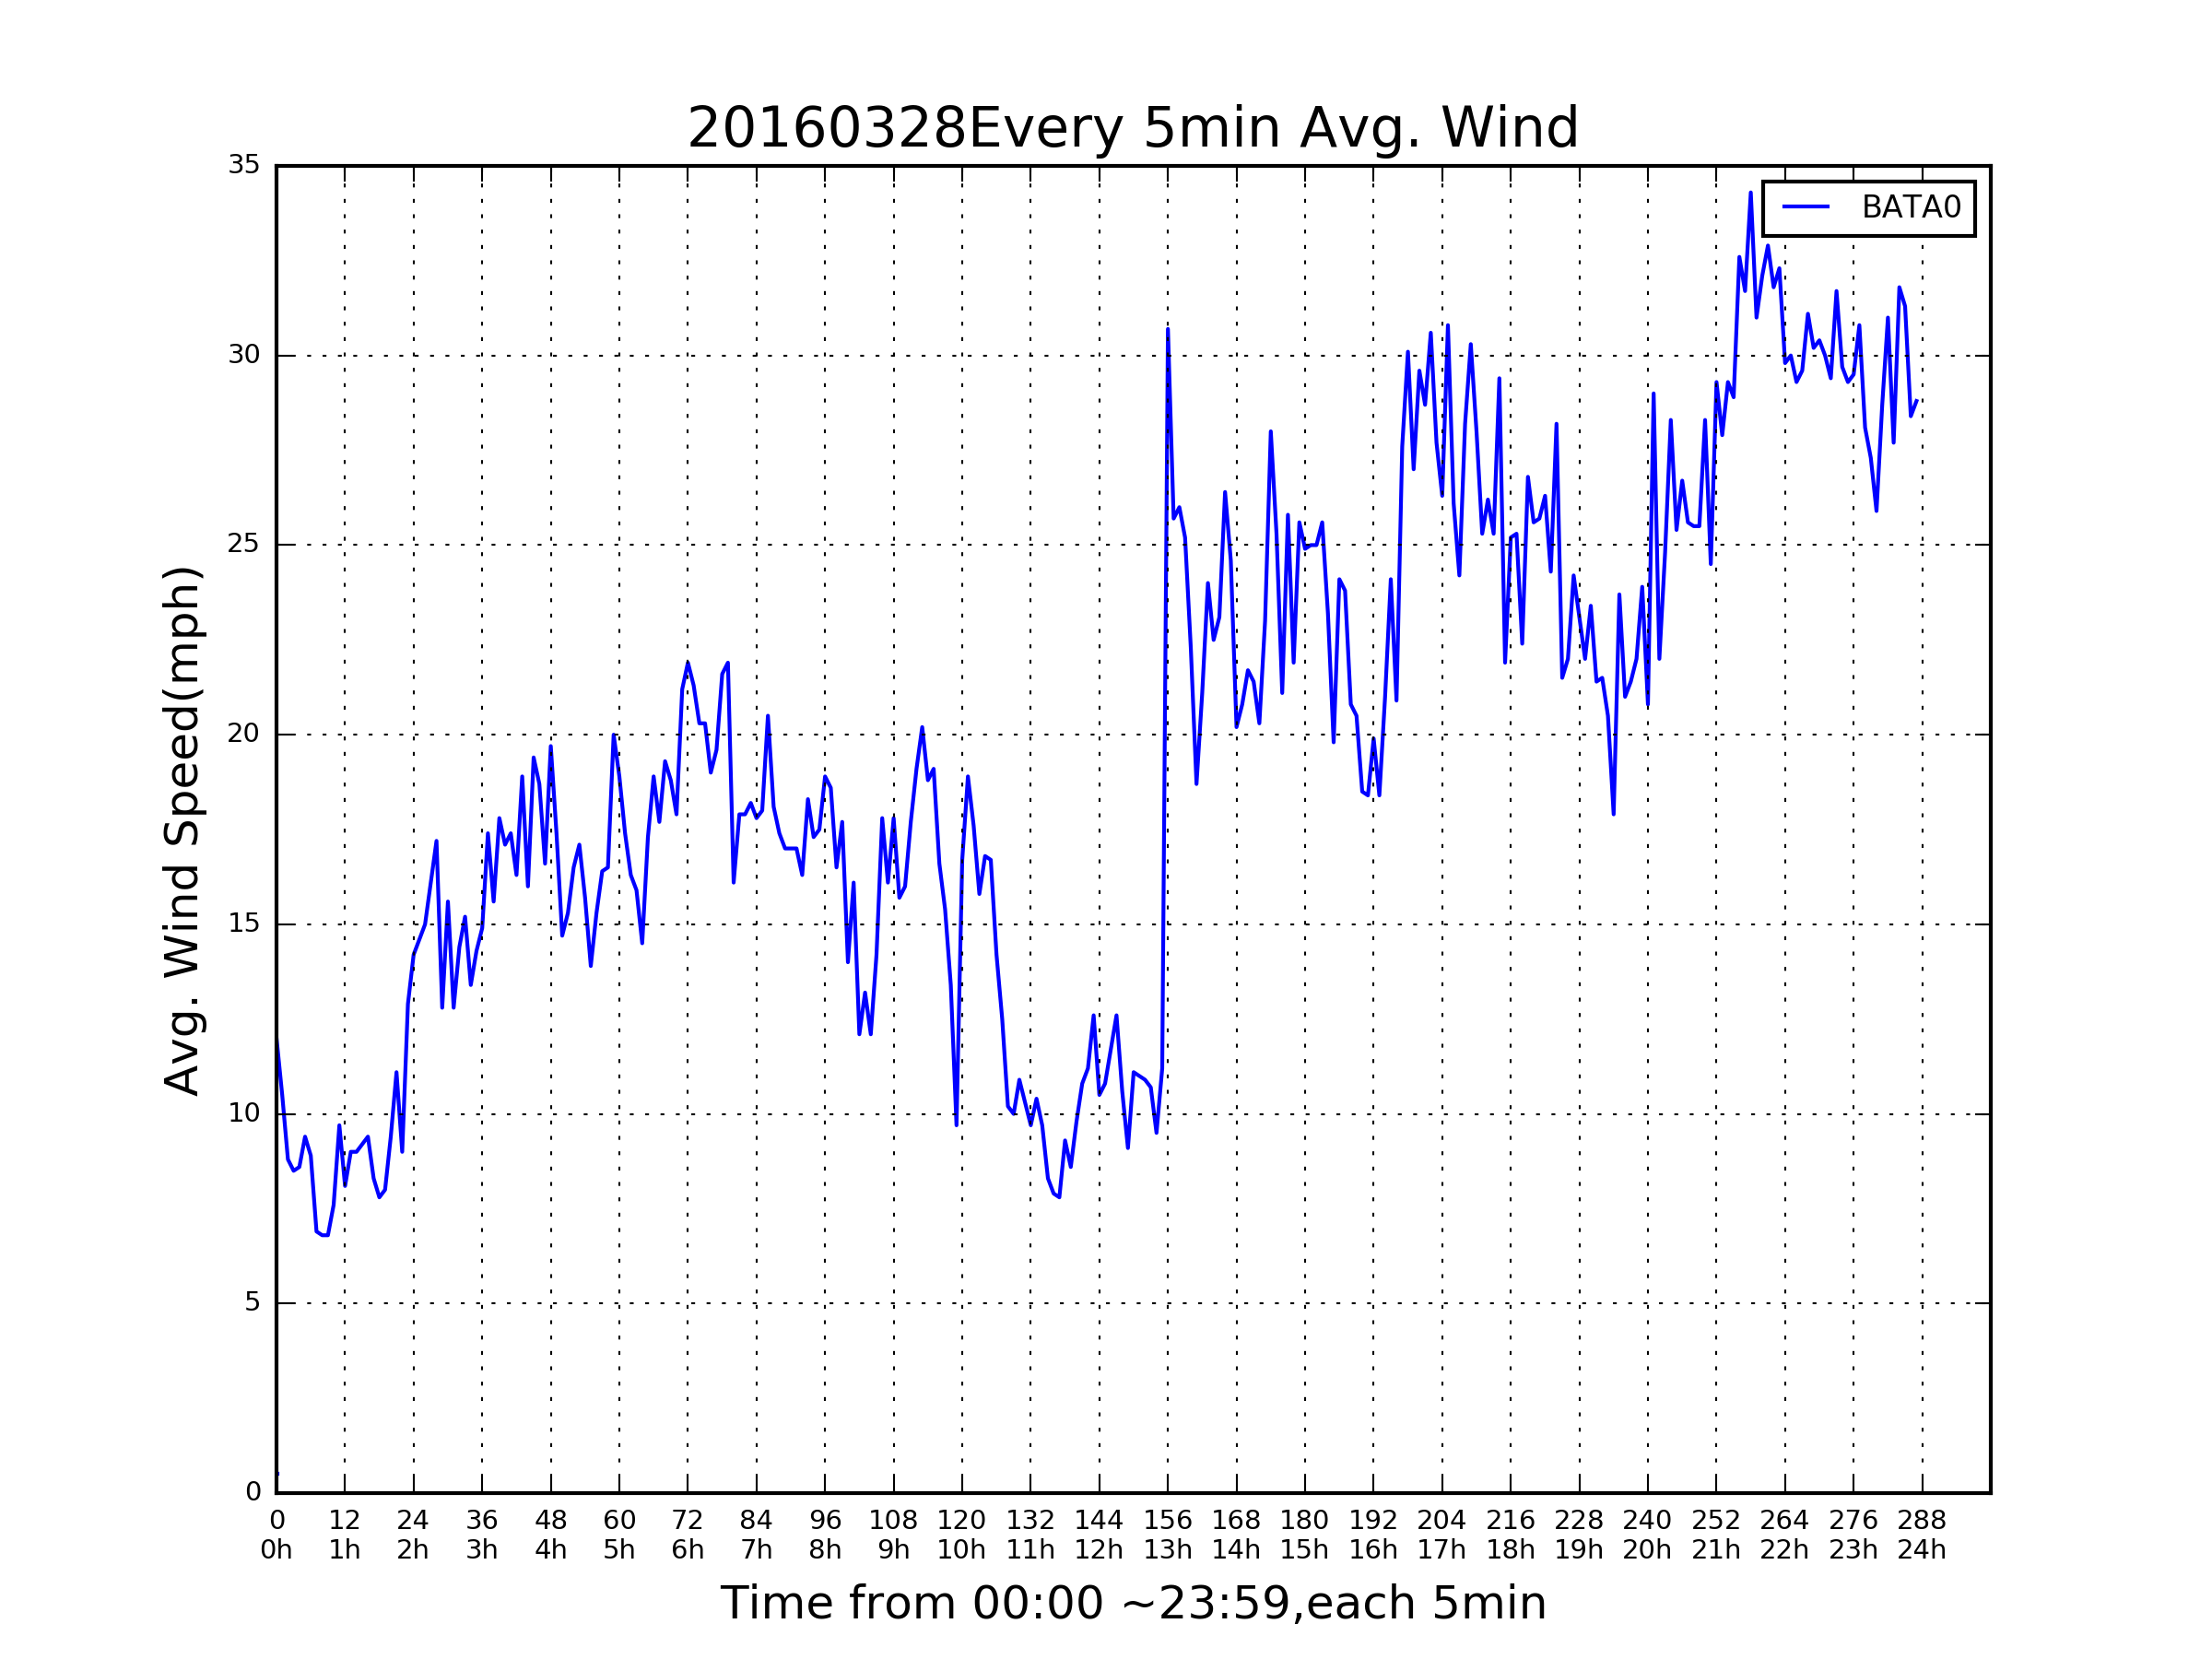 20160328Every 5min Avg. Wind
BATA0
Avg. Wind Speed(mph)
35
30
25
20
15
10
5
0
0 12 24 36 48 60 72 84 96 108 120 132 144 156 168 180 192 204 216 228 240 252 264 276 288
0h 1h 2h 3h 4h 5h 6h 7h 8h 9h 10h 11h 12h 13h 14h 15h 16h 17h 18h 19h 20h 21h 22h 23h 24h
Time from 00:00 ~23:59,each 5min